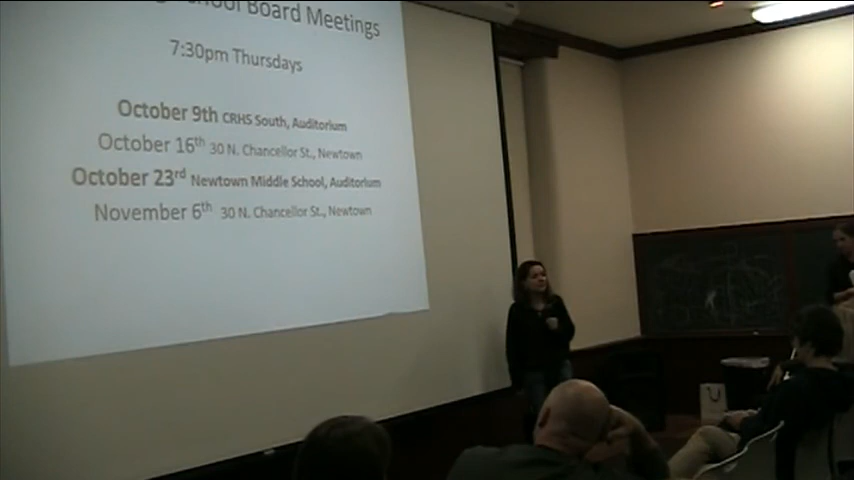 School Board Meetings
7:30pm Thursdays
October 9th CRHS South, Auditorium
October 16th 30 N. Chancellor St., Newtown
October 23rd Newtown Middle School, Auditorium
November 6th 30 N. Chancellor St., Newtown